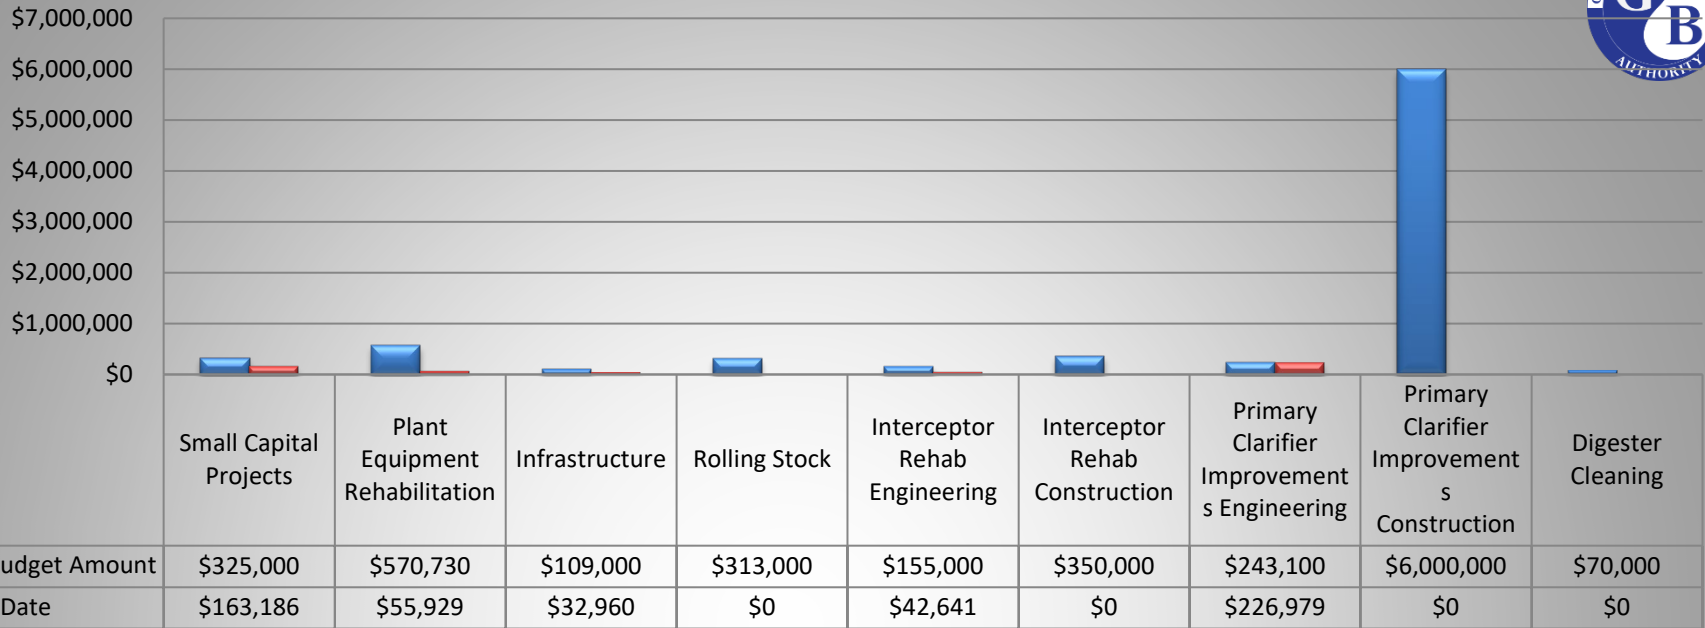 $7,000,000
$6,000,000
$5,000,000
$4,000,000
$3,000,000
$2,000,000
$1,000,000
$0
G
B
AUTHORITY
Small Capital
Projects
Plant
Equipment
Rehabilitation
Infrastructure
Rolling Stock
Interceptor
Rehab
Engineering
Interceptor
Rehab
Construction
Primary
Clarifier
Improvement
s Engineering
Primary
Clarifier
Improvement
s
Construction
Digester
Cleaning
udget Amount $325,000 $570,730 $109,000 $313,000 $155,000 $350,000 $243,100 $6,000,000 $70,000
Date $163,186 $55,929 $32,960 $0 $42,641 $0 $226,979 $0 $0